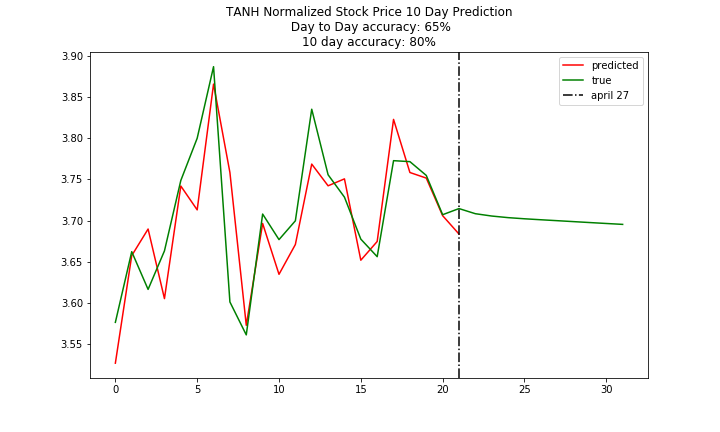 TANH Normalized Stock Price 10 Day Prediction
Day to Day accuracy: 65%
10 day accuracy: 80%
predicted
true
april 27
3.90
3.85
3.80
3.75
3.70
3.65
3.60
3.55
0 5 10 15 20 25 30